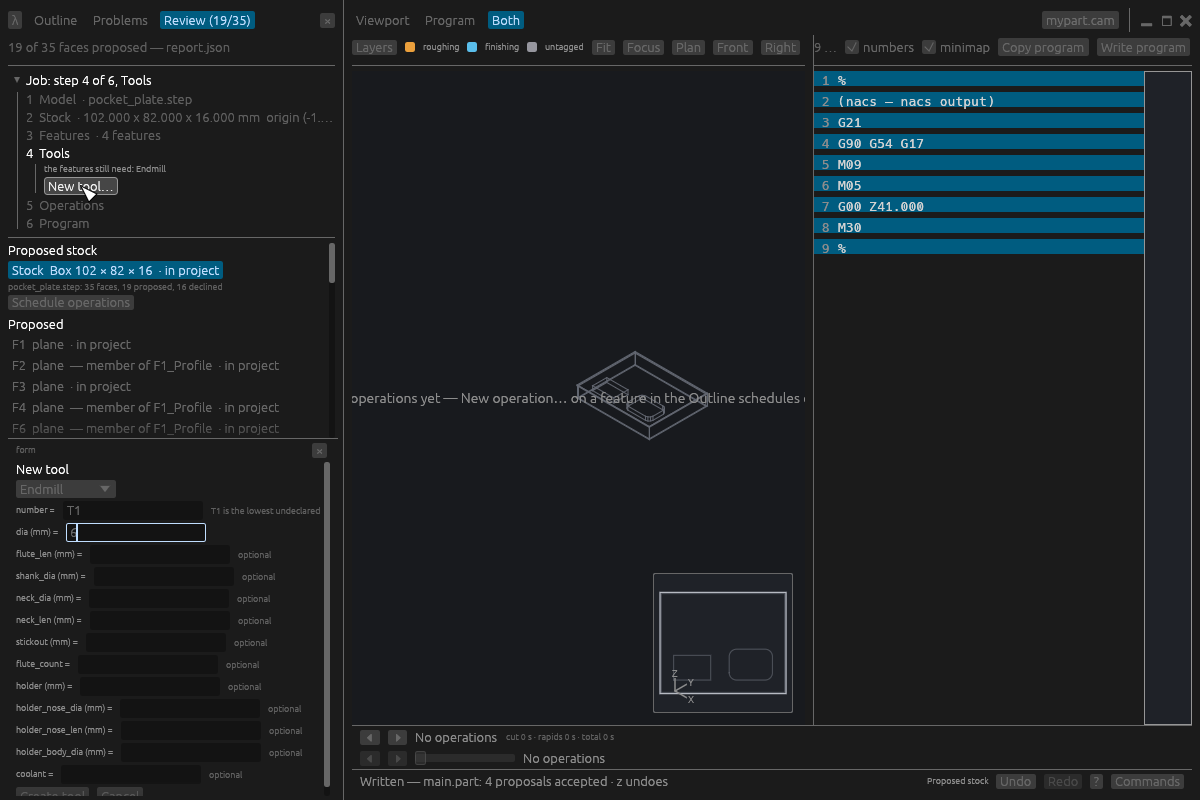 λ Outline Problems Review (19/35) ×
19 of 35 faces proposed — report.json
Job: step 4 of 6, Tools
1 Model · pocket_plate.step
2 Stock · 102.000 x 82.000 x 16.000 mm origin (-1.…
3 Features · 4 features
4 Tools
the features still need: Endmill
New tool…
5 Operations
6 Program
Proposed stock
Stock Box 102 × 82 × 16 · in project
pocket_plate.step: 35 faces, 19 proposed, 16 declined
Schedule operations
Proposed
F1 plane · in project
F2 plane — member of F1_Profile · in project
F3 plane · in project
F4 plane — member of F1_Profile · in project
F6 plane — member of F1_Profile · in project
form ×
New tool
Endmill
number = T1 T1 is the lowest undeclared
dia (mm) = 6
flute_len (mm) = optional
shank_dia (mm) = optional
neck_dia (mm) = optional
neck_len (mm) = optional
stickout (mm) = optional
flute_count = optional
holder (mm) = optional
holder_nose_dia (mm) = optional
holder_nose_len (mm) = optional
holder_body_dia (mm) = optional
coolant = optional
Create tool Cancel
Viewport Program Both mypart.cam
Layers roughing finishing untagged Fit Focus Plan Front Right
operations yet — New operation… on a feature in the Outline schedules
Z
Y
X
9 … numbers minimap Copy program Write program
1 %
2 (nacs — nacs output)
3 G21
4 G90 G54 G17
5 M09
6 M05
7 G00 Z41.000
8 M30
9 %
No operations cut 0 s · rapids 0 s · total 0 s
No operations
Written — main.part: 4 proposals accepted · z undoes Proposed stock Undo Redo ? Commands